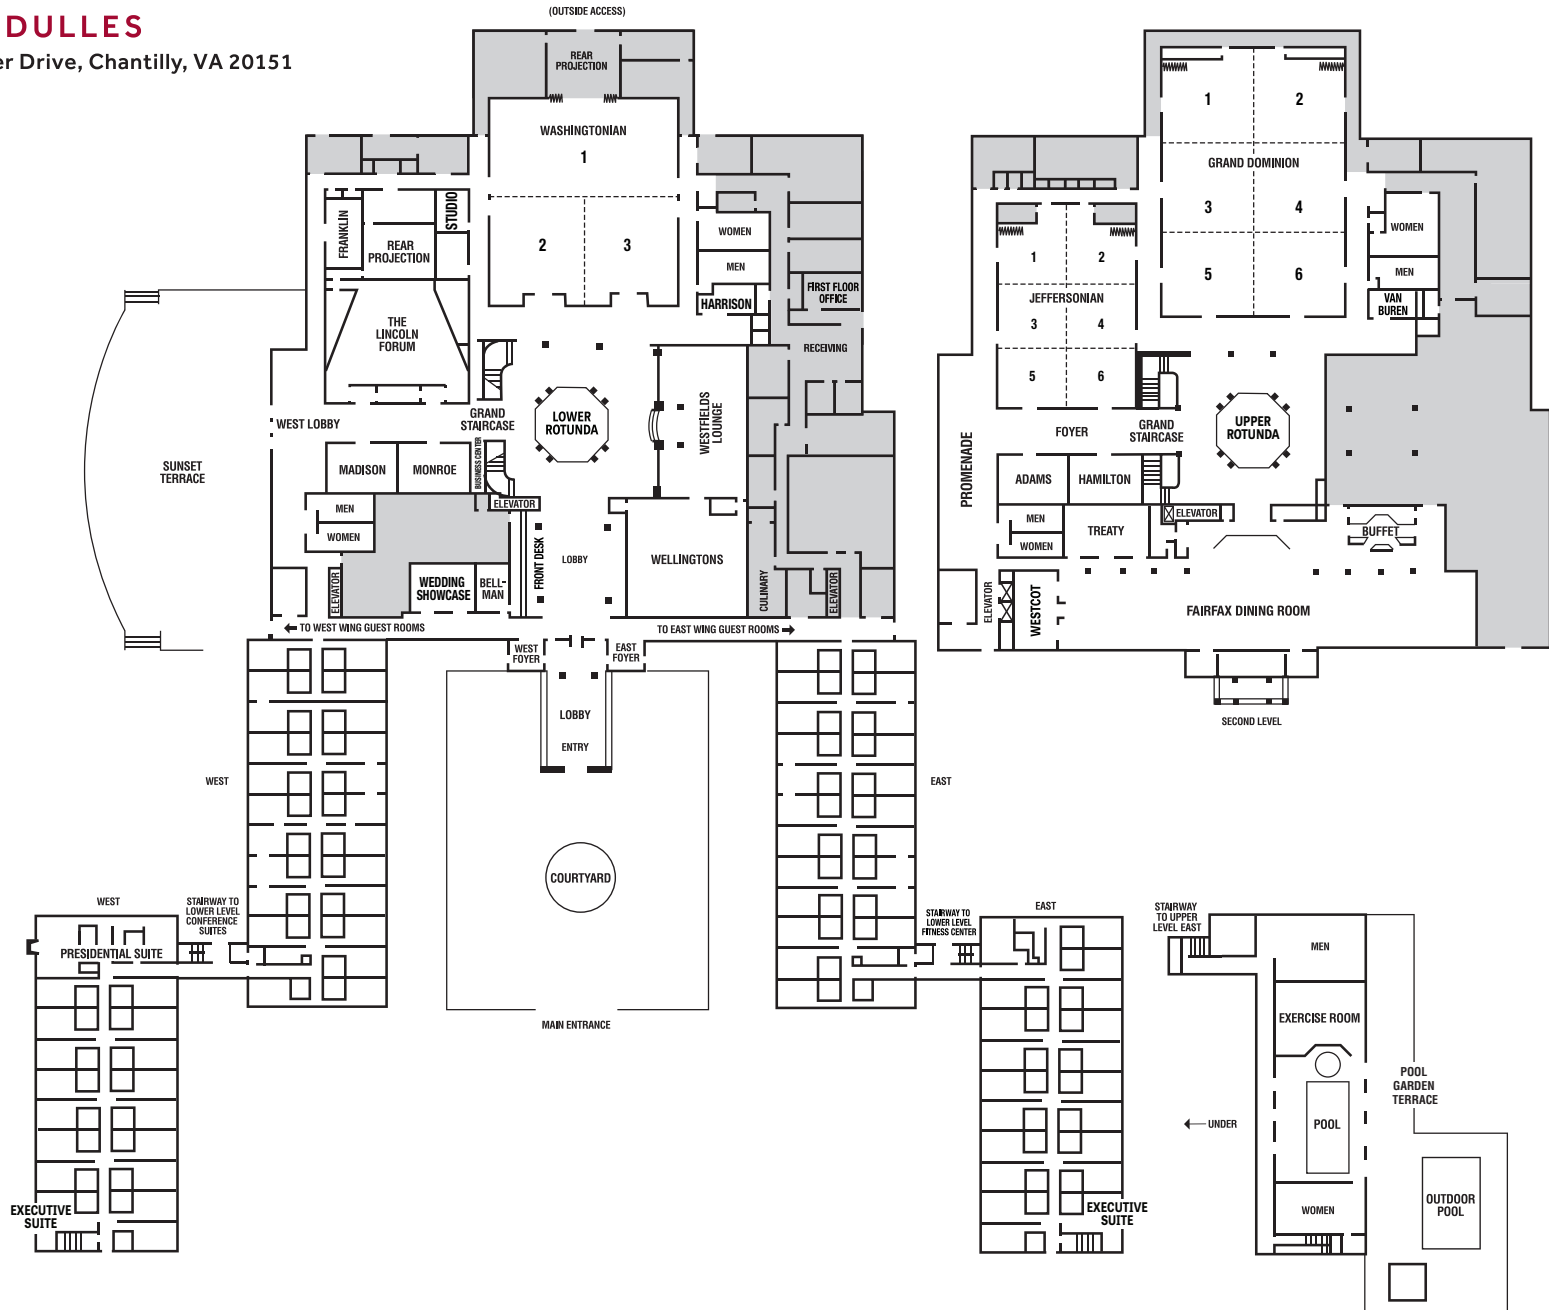 DULLES
er Drive, Chantilly, VA 20151
(OUTSIDE ACCESS)
REAR
PROJECTION
WASHINGTONIAN
1
2
3
STUDIO
FRANKLIN
REAR
PROJECTION
WOMEN
MEN
HARRISON
FIRST FLOOR
OFFICE
RECEIVING
THE
LINCOLN
FORUM
WEST LOBBY
GRAND
STAIRCASE
LOWER
ROTUNDA
WESTFIELDS
LOUNGE
SUNSET
TERRACE
MADISON
MONROE
BUSINESS CENTER
ELEVATOR
MEN
WOMEN
FRONT DESK
LOBBY
WELLINGTONS
CULINARY
ELEVATOR
ELEVATOR
WEDDING
SHOWCASE
BELL-
MAN
TO WEST WING GUEST ROOMS
TO EAST WING GUEST ROOMS
WEST
FOYER
EAST
FOYER
LOBBY
ENTRY
WEST
EAST
COURTYARD
MAIN ENTRANCE
WEST
STAIRWAY TO
LOWER LEVEL
CONFERENCE
SUITES
PRESIDENTIAL SUITE
EXECUTIVE
SUITE
STAIRWAY TO
LOWER LEVEL
FITNESS CENTER
EAST
EXECUTIVE
SUITE
1
2
GRAND DOMINION
3
4
5
6
WOMEN
MEN
VAN
BUREN
1
2
JEFFERSONIAN
3
4
5
6
FOYER
GRAND
STAIRCASE
UPPER
ROTUNDA
PROMENADE
ADAMS
HAMILTON
ELEVATOR
MEN
WOMEN
TREATY
BUFFET
ELEVATOR
WESTCOT
FAIRFAX DINING ROOM
SECOND LEVEL
STAIRWAY
TO UPPER
LEVEL EAST
MEN
EXERCISE ROOM
POOL
GARDEN
TERRACE
UNDER
POOL
WOMEN
OUTDOOR
POOL